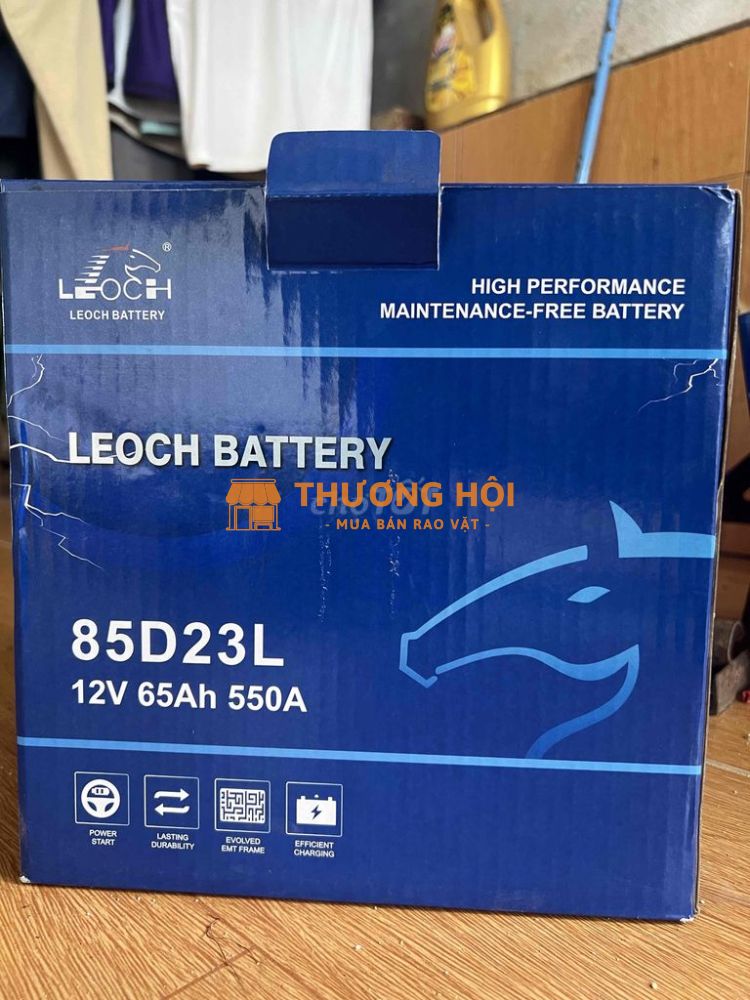 ®
LEOCH
LEOCH BATTERY
HIGH PERFORMANCE
MAINTENANCE-FREE BATTERY
LEOCH BATTERY
THƯƠNG HỘI
- MUA BÁN RAO VẶT -
85D23L
12V 65Ah 550A
POWER
START
LASTING
DURABILITY
EVOLVED
EMT FRAME
EFFICIENT
CHARGING